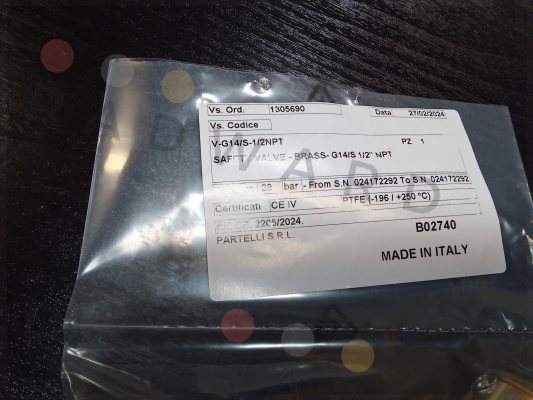 Vs. Ord. 1305690 Data: 27/02/2024
Vs. Codice
V-G14/S-1/2NPT PZ 1
SAFETY VALVE - BRASS- G14/S 1/2" NPT
28 bar - From S.N. 024172292 To S.N. 024172292
Certificati CE IV PTFE (-196 / +250 °C)
2205/2024.
PARTELLI S R L. B02740
MADE IN ITALY